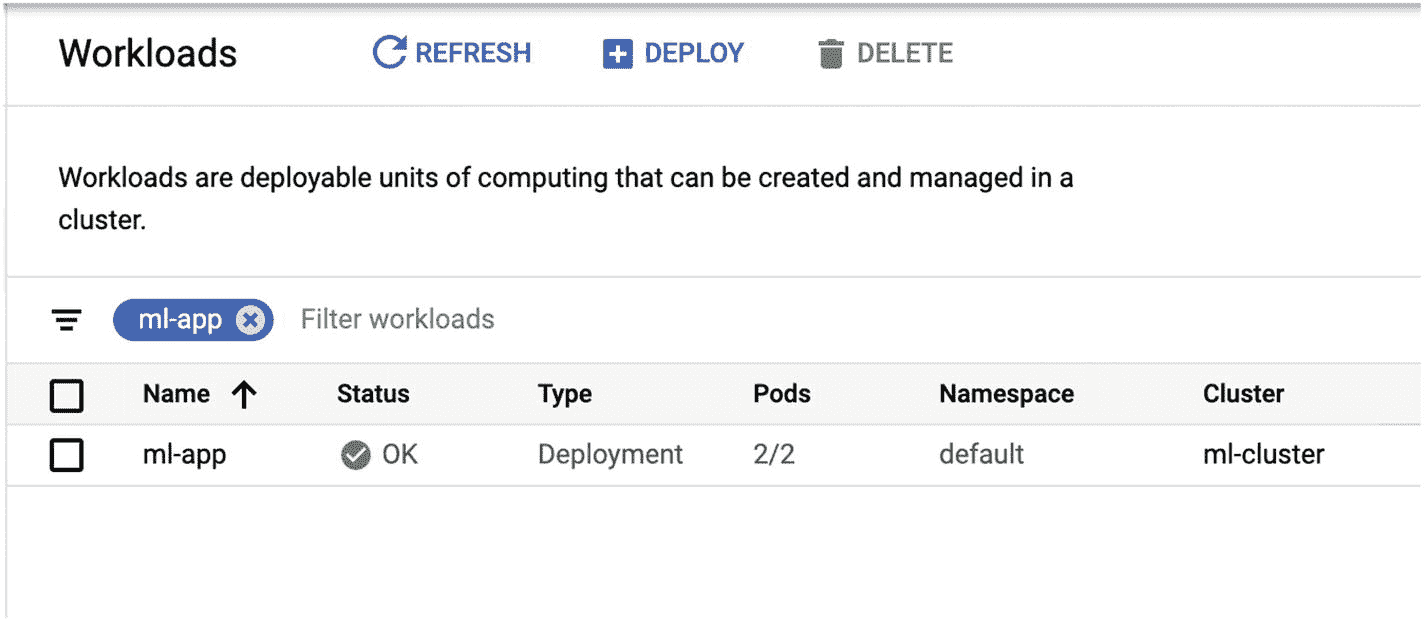 Workloads REFRESH DEPLOY DELETE
Workloads are deployable units of computing that can be created and managed in a
cluster.
ml-app Filter workloads
Name Status Type Pods Namespace Cluster
ml-app OK Deployment 2/2 default ml-cluster